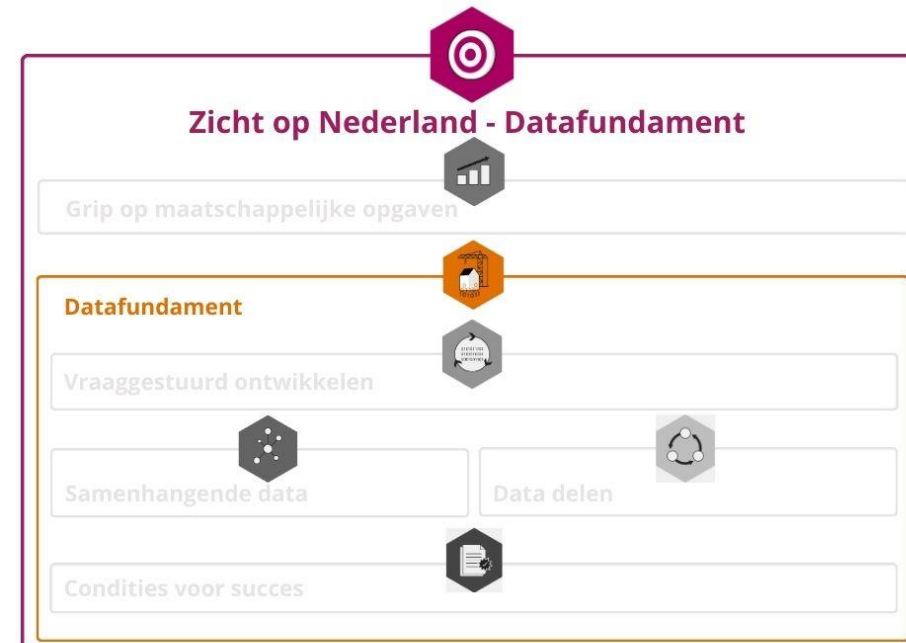 Zicht op Nederland - Datafundament
Grip op maatschappelijke opgaven
Datafundament
Vraaggestuurd ontwikkelen
Samenhangende data
Data delen
Condities voor succes